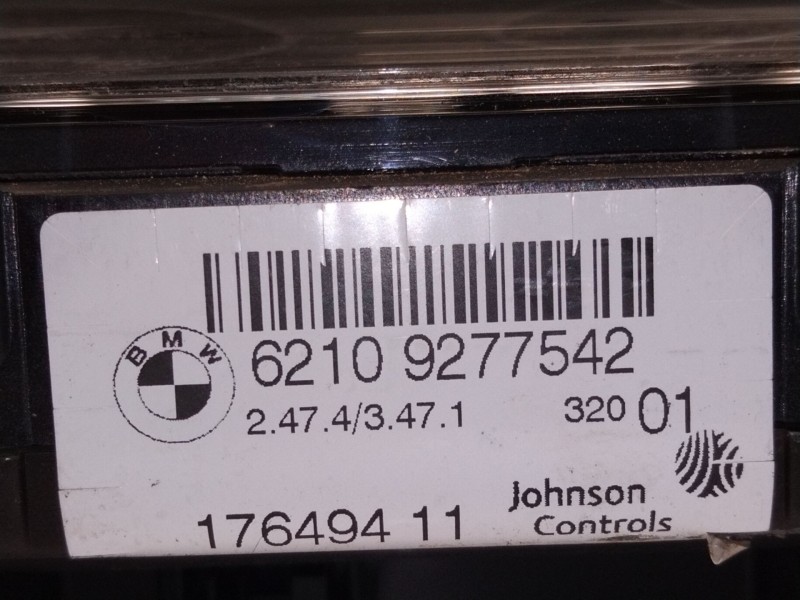 BMW
6210 9277542
2.47.4/3.47.1 320 01
176494 11
Johnson
Controls